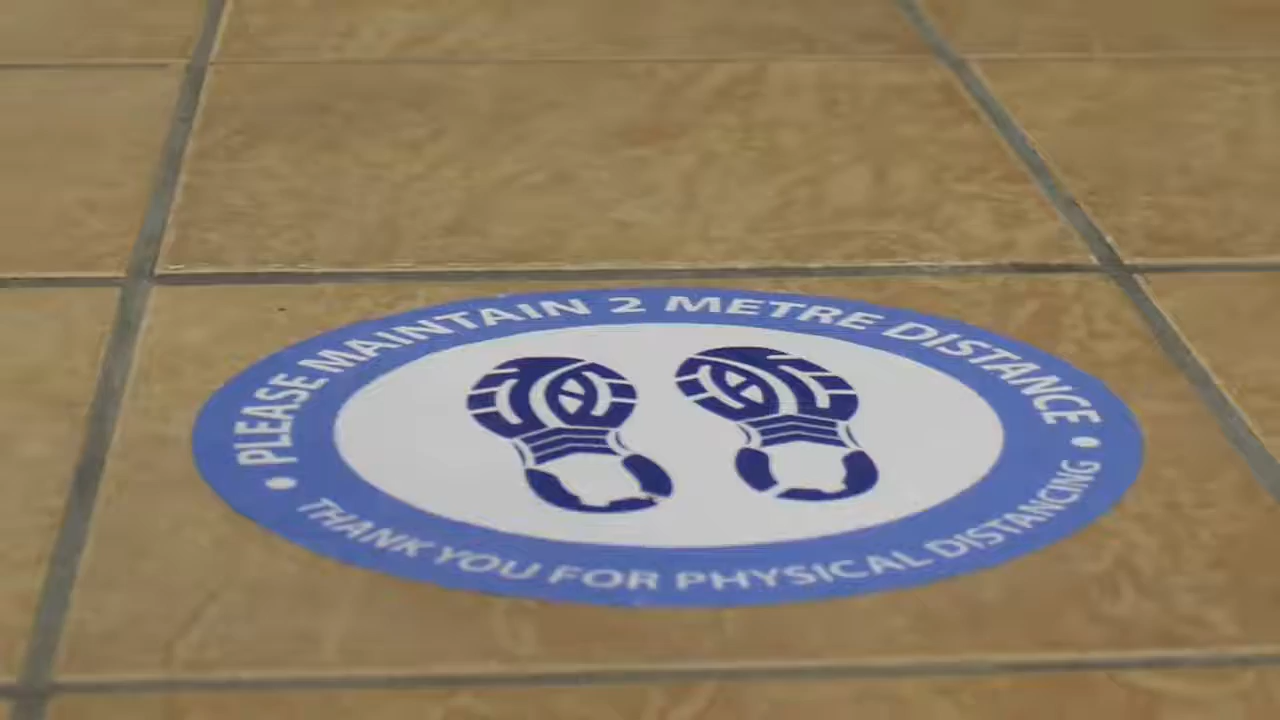 • PLEASE MAINTAIN 2 METRE DISTANCE •
THANK YOU FOR PHYSICAL DISTANCING